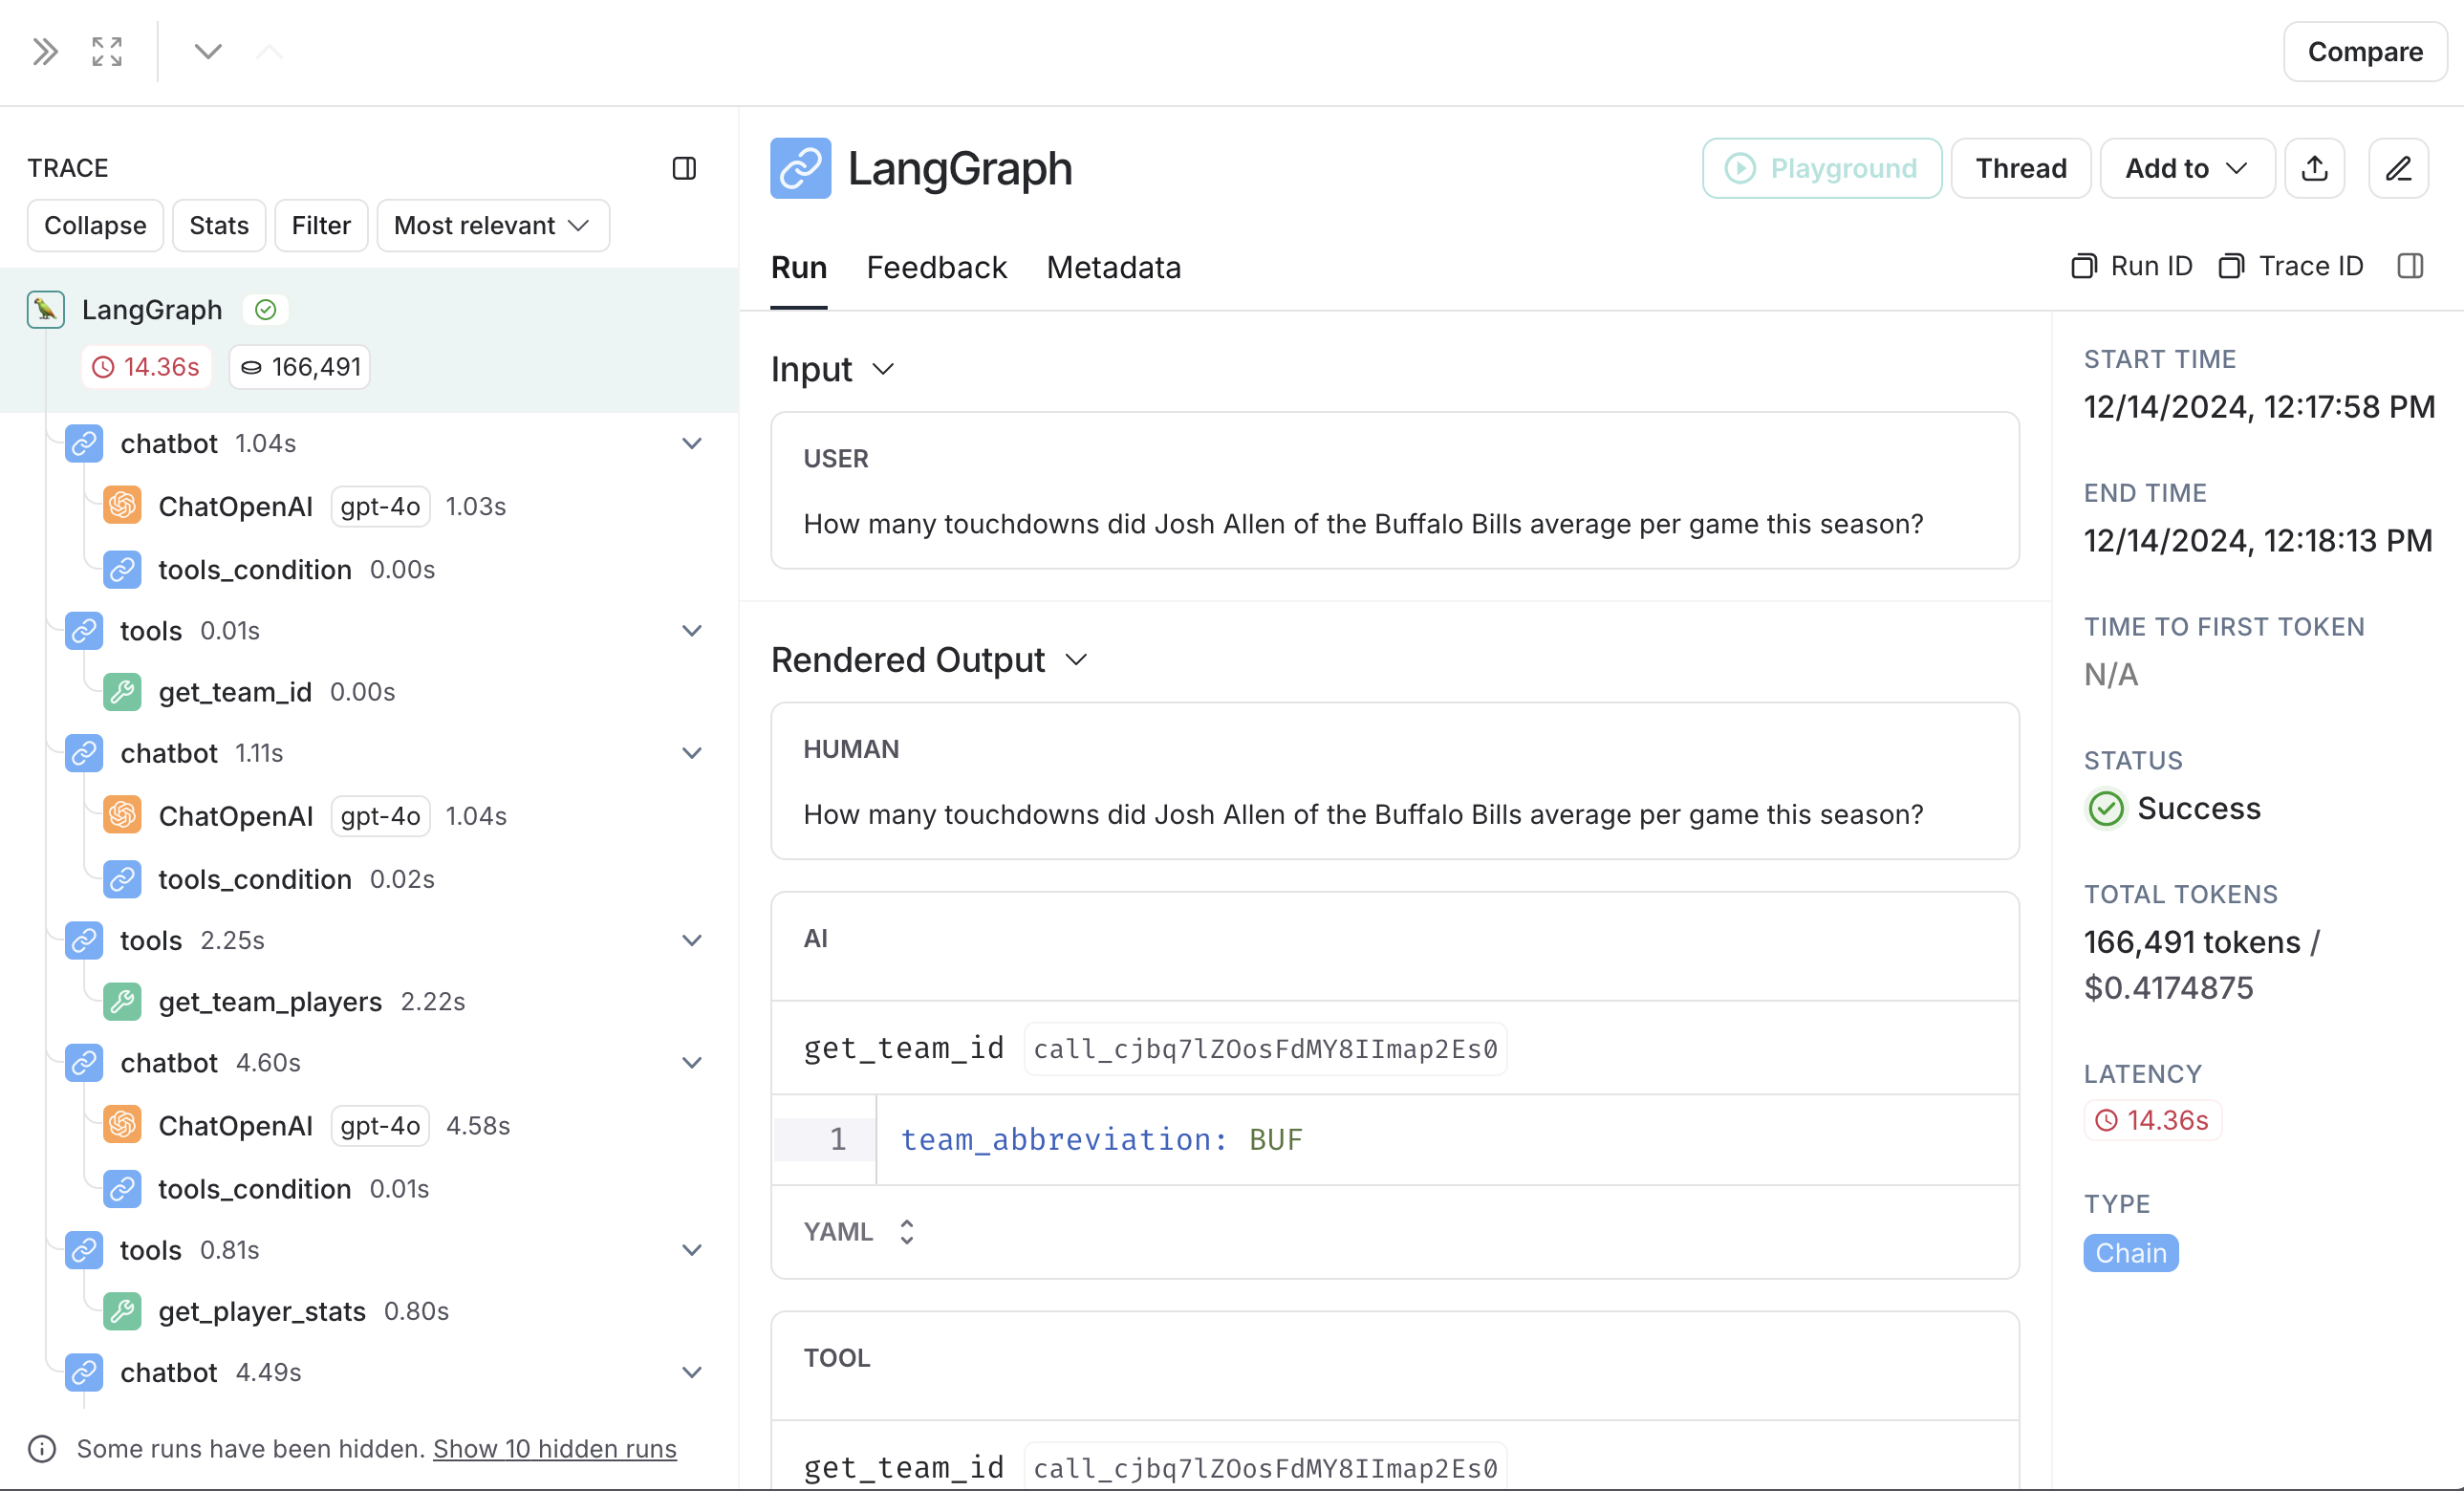 Compare
TRACE
Collapse Stats Filter Most relevant
LangGraph
14.36s 166,491
chatbot 1.04s
ChatOpenAI gpt-4o 1.03s
tools_condition 0.00s
tools 0.01s
get_team_id 0.00s
chatbot 1.11s
ChatOpenAI gpt-4o 1.04s
tools_condition 0.02s
tools 2.25s
get_team_players 2.22s
chatbot 4.60s
ChatOpenAI gpt-4o 4.58s
tools_condition 0.01s
tools 0.81s
get_player_stats 0.80s
chatbot 4.49s
Some runs have been hidden. Show 10 hidden runs
LangGraph
Playground Thread Add to
Run Feedback Metadata
Run ID Trace ID
Input
USER
How many touchdowns did Josh Allen of the Buffalo Bills average per game this season?
Rendered Output
HUMAN
How many touchdowns did Josh Allen of the Buffalo Bills average per game this season?
AI
get_team_id call_cjbq7lZOosFdMY8IImap2Es0
1 team_abbreviation: BUF
YAML
TOOL
get_team_id call_cjbq7lZOosFdMY8IImap2Es0
START TIME
12/14/2024, 12:17:58 PM
END TIME
12/14/2024, 12:18:13 PM
TIME TO FIRST TOKEN
N/A
STATUS
Success
TOTAL TOKENS
166,491 tokens /
$0.4174875
LATENCY
14.36s
TYPE
Chain